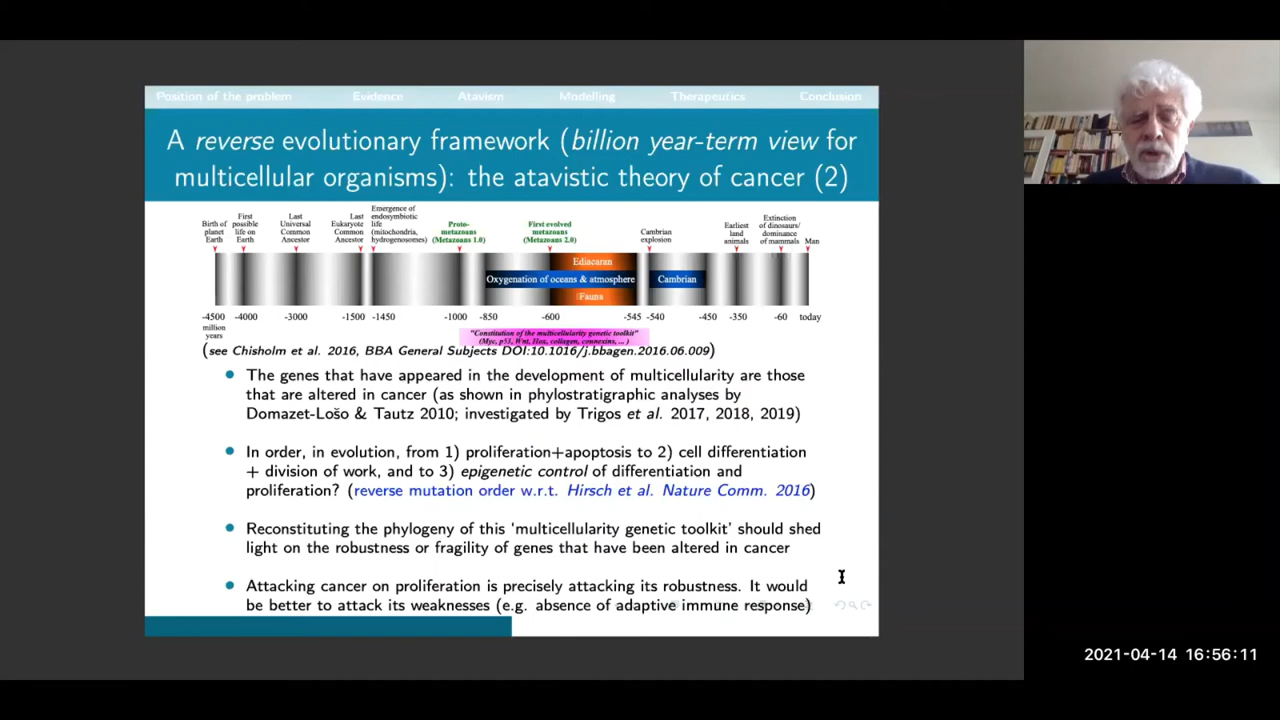 Position of the problem Evidence Atavism Modelling Therapeutics Conclusion
A reverse evolutionary framework (billion year-term view for
multicellular organisms): the atavistic theory of cancer (2)
Birth of
planet
Earth
First
possible
life on
Earth
Last
Universal
Common
Ancestor
Last
Eukaryote
Common
Ancestor
Emergence of
endosymbiotic
life
(mitochondria,
hydrogenosomes)
Proto-
metazoans
(Metazoans 1.0)
First evolved
metazoans
(Metazoans 2.0)
Cambrian
explosion
Earliest
land
animals
Extinction
of dinosaurs/
dominance
of mammals
Man
Ediacaran
Oxygenation of oceans & atmosphere
Fauna
Cambrian
-4500 -4000 -3000 -1500 -1450 -1000 -850 -600 -545 -540 -450 -350 -60 today
million
years
"Constitution of the multicellularity genetic toolkit"
(Myc, p53, Wnt, Hox, collagen, connexins, ... )
(see Chisholm et al. 2016, BBA General Subjects DOI:10.1016/j.bbagen.2016.06.009)
The genes that have appeared in the development of multicellularity are those
that are altered in cancer (as shown in phylostratigraphic analyses by
Domazet-Lošo & Tautz 2010; investigated by Trigos et al. 2017, 2018, 2019)
In order, in evolution, from 1) proliferation+apoptosis to 2) cell differentiation
+ division of work, and to 3) epigenetic control of differentiation and
proliferation? (reverse mutation order w.r.t. Hirsch et al. Nature Comm. 2016)
Reconstituting the phylogeny of this ‘multicellularity genetic toolkit’ should shed
light on the robustness or fragility of genes that have been altered in cancer
Attacking cancer on proliferation is precisely attacking its robustness. It would
be better to attack its weaknesses (e.g. absence of adaptive immune response)
2021-04-14 16:56:11